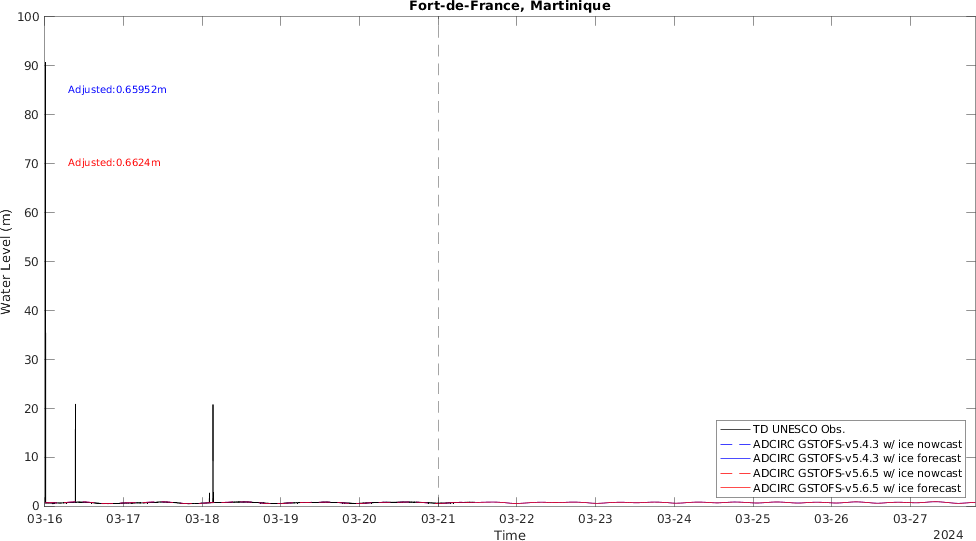 Fort-de-France, Martinique
100
90
80
70
60
50
40
30
20
10
0
Water Level (m)
Adjusted:0.65952m
Adjusted:0.6624m
TD UNESCO Obs.
ADCIRC GSTOFS-v5.4.3 w/ ice nowcast
ADCIRC GSTOFS-v5.4.3 w/ ice forecast
ADCIRC GSTOFS-v5.6.5 w/ ice nowcast
ADCIRC GSTOFS-v5.6.5 w/ ice forecast
03-16 03-17 03-18 03-19 03-20 03-21 03-22 03-23 03-24 03-25 03-26 03-27
Time
2024